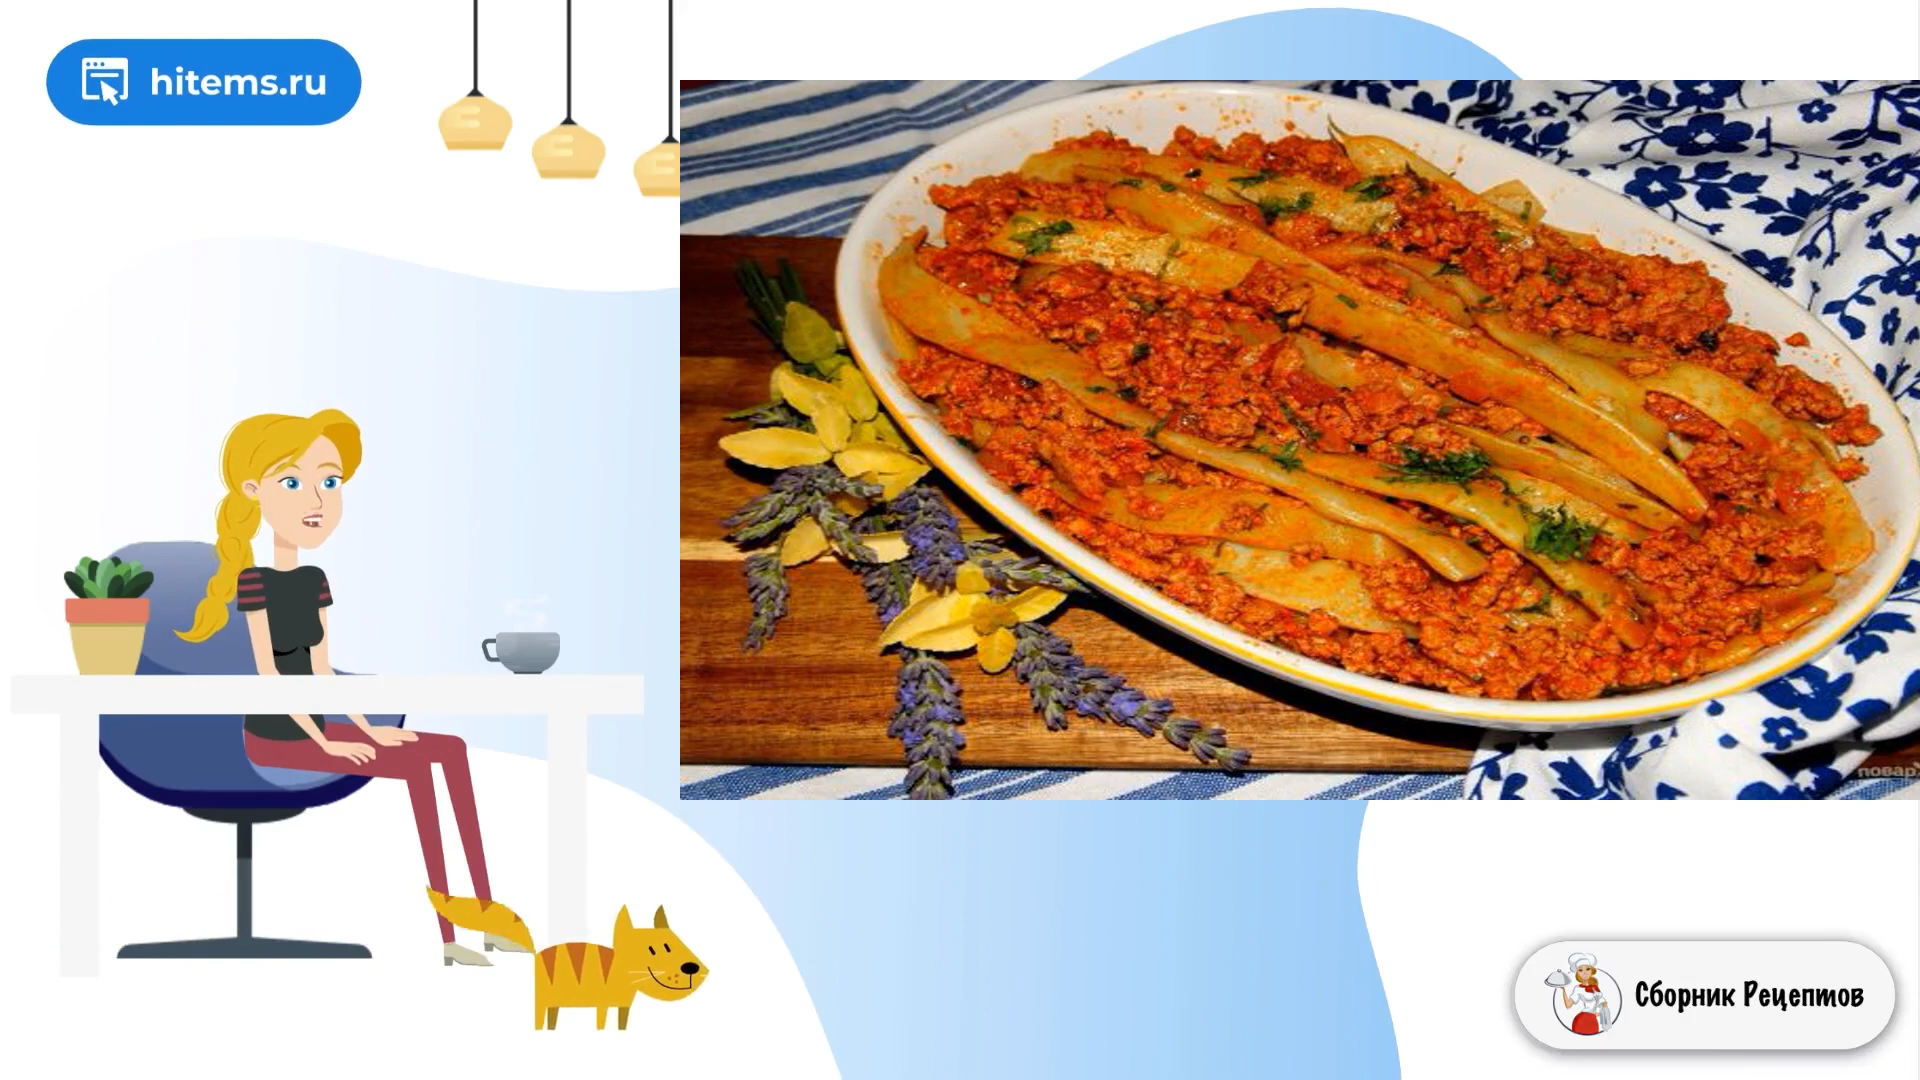 hitems.ru
Сборник Рецептов